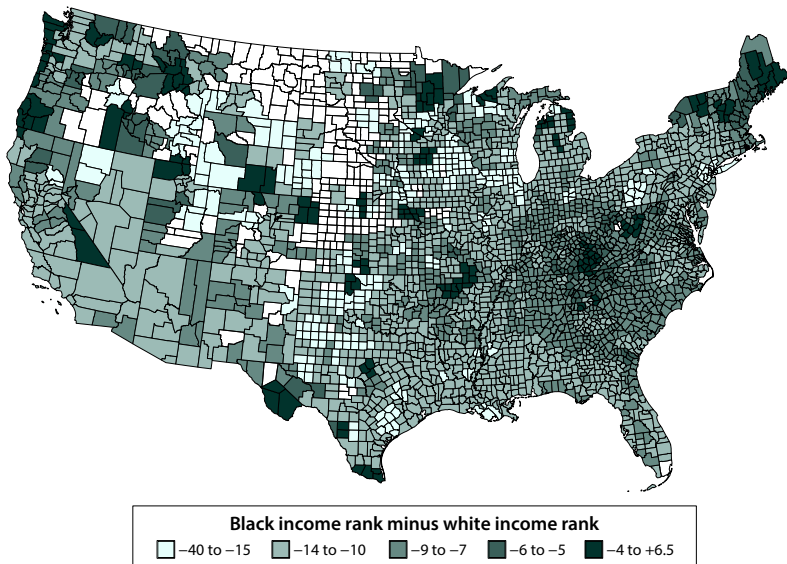 Black income rank minus white income rank
−40 to −15 −14 to −10 −9 to −7 −6 to −5 −4 to +6.5